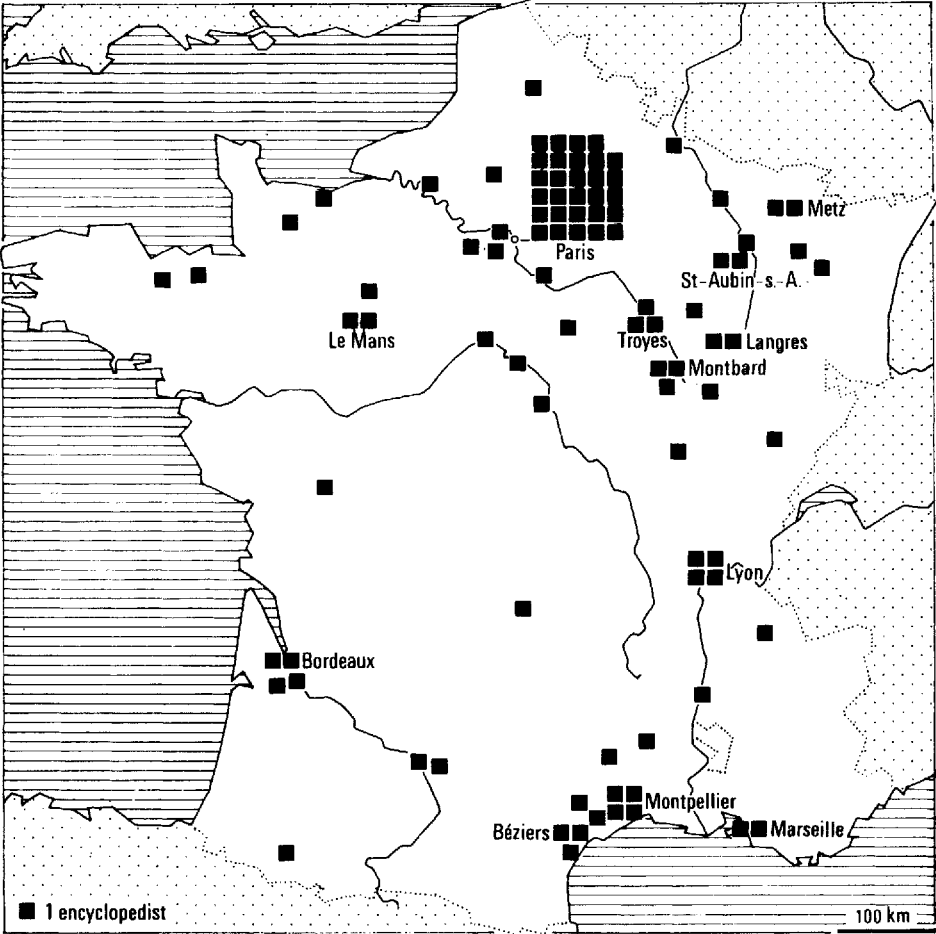 Metz
Paris
St-Aubin-s.-A.
Le Mans
Troyes
Langres
Montbard
Lyon
Bordeaux
Montpellier
Béziers
Marseille
1 encyclopedist
100 km